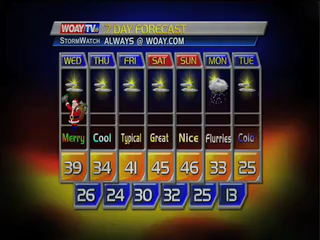 WOAY TV 7 DAY FORECAST
STORMWATCH ALWAYS @ WOAY.COM
WED THU FRI SAT SUN MON TUE
Merry Cool Typical Great Nice Flurries Cold
39 34 41 45 46 33 25
26 24 30 32 25 13